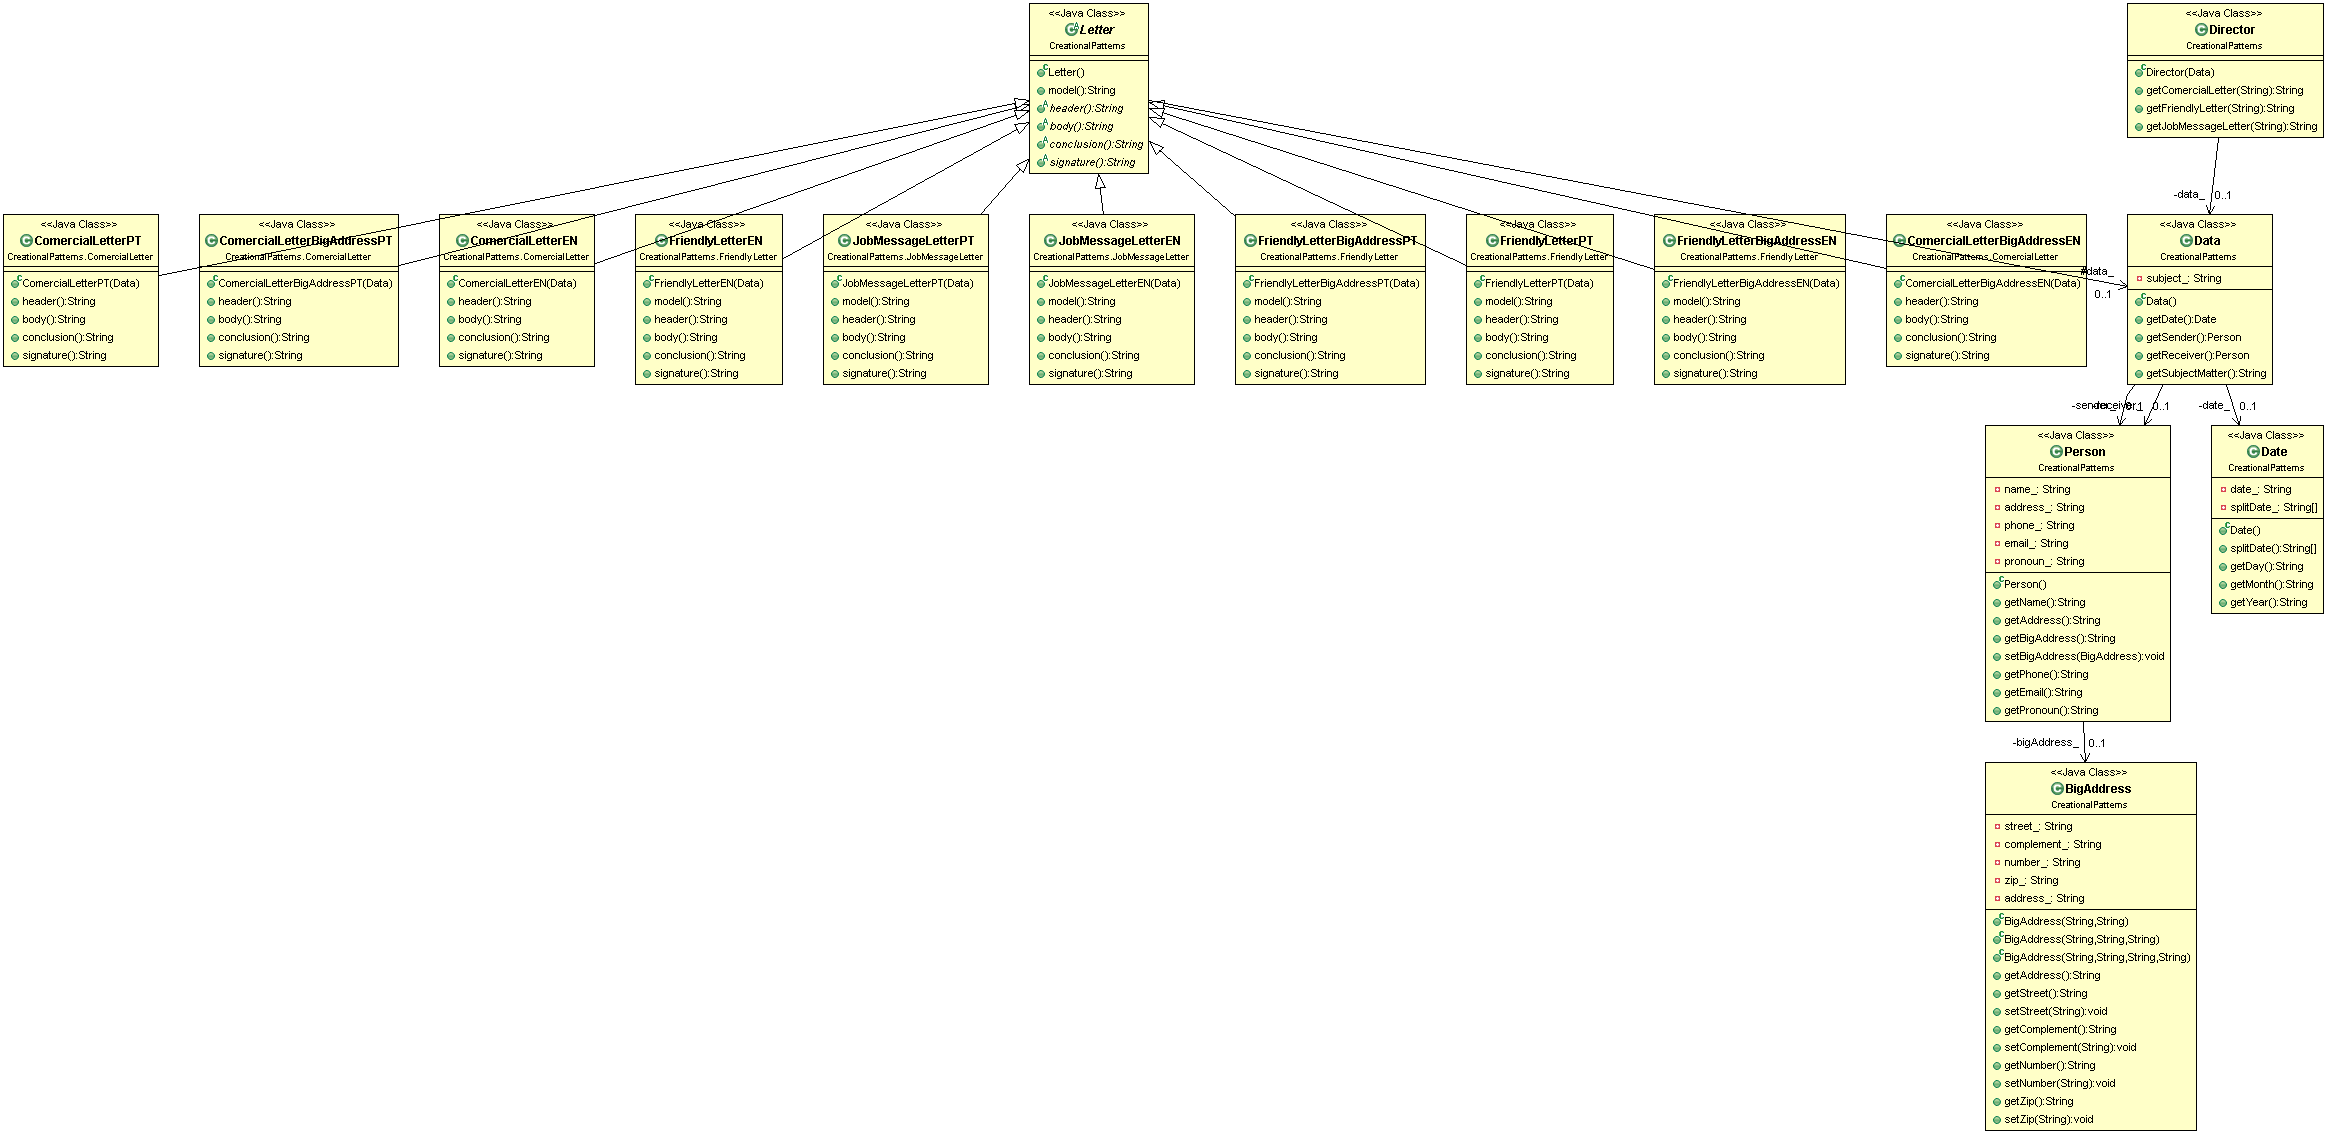 <<Java Class>>
Letter
CreationalPatterns
Letter()
model():String
header():String
body():String
conclusion():String
signature():String
<<Java Class>>
Director
CreationalPatterns
Director(Data)
getComercialLetter(String):String
getFriendlyLetter(String):String
getJobMessageLetter(String):String
-data_
0..1
<<Java Class>>
ComercialLetterPT
CreationalPatterns.ComercialLetter
ComercialLetterPT(Data)
header():String
body():String
conclusion():String
signature():String
<<Java Class>>
ComercialLetterBigAddressPT
CreationalPatterns.ComercialLetter
ComercialLetterBigAddressPT(Data)
header():String
body():String
conclusion():String
signature():String
<<Java Class>>
ComercialLetterEN
CreationalPatterns.ComercialLetter
ComercialLetterEN(Data)
header():String
body():String
conclusion():String
signature():String
<<Java Class>>
FriendlyLetterEN
CreationalPatterns.FriendlyLetter
FriendlyLetterEN(Data)
model():String
header():String
body():String
conclusion():String
signature():String
<<Java Class>>
JobMessageLetterPT
CreationalPatterns.JobMessageLetter
JobMessageLetterPT(Data)
model():String
header():String
body():String
conclusion():String
signature():String
<<Java Class>>
JobMessageLetterEN
CreationalPatterns.JobMessageLetter
JobMessageLetterEN(Data)
model():String
header():String
body():String
conclusion():String
signature():String
<<Java Class>>
FriendlyLetterBigAddressPT
CreationalPatterns.FriendlyLetter
FriendlyLetterBigAddressPT(Data)
model():String
header():String
body():String
conclusion():String
signature():String
<<Java Class>>
FriendlyLetterPT
CreationalPatterns.FriendlyLetter
FriendlyLetterPT(Data)
model():String
header():String
body():String
conclusion():String
signature():String
<<Java Class>>
FriendlyLetterBigAddressEN
CreationalPatterns.FriendlyLetter
FriendlyLetterBigAddressEN(Data)
model():String
header():String
body():String
conclusion():String
signature():String
<<Java Class>>
ComercialLetterBigAddressEN
CreationalPatterns.ComercialLetter
ComercialLetterBigAddressEN(Data)
header():String
body():String
conclusion():String
signature():String
#data_
0..1
<<Java Class>>
Data
CreationalPatterns
subject_: String
Data()
getDate():Date
getSender():Person
getReceiver():Person
getSubjectMatter():String
-sender_ 0..1
-receiver_ 0..1
-date_ 0..1
<<Java Class>>
Person
CreationalPatterns
name_: String
address_: String
phone_: String
email_: String
pronoun_: String
Person()
getName():String
getAddress():String
getBigAddress():String
setBigAddress(BigAddress):void
getPhone():String
getEmail():String
getPronoun():String
<<Java Class>>
Date
CreationalPatterns
date_: String
splitDate_: String[]
Date()
splitDate():String[]
getDay():String
getMonth():String
getYear():String
-bigAddress_ 0..1
<<Java Class>>
BigAddress
CreationalPatterns
street_: String
complement_: String
number_: String
zip_: String
address_: String
BigAddress(String,String)
BigAddress(String,String,String)
BigAddress(String,String,String,String)
getAddress():String
getStreet():String
setStreet(String):void
getComplement():String
setComplement(String):void
getNumber():String
setNumber(String):void
getZip():String
setZip(String):void